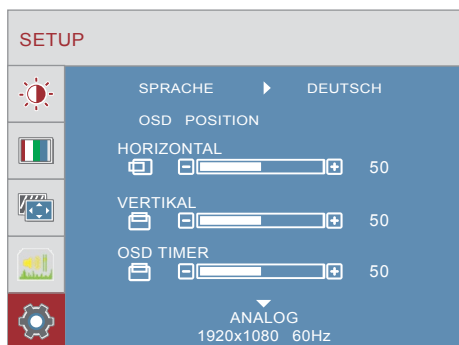 SETUP
SPRACHE DEUTSCH
OSD POSITION
HORIZONTAL
50
VERTIKAL
50
OSD TIMER
50
ANALOG
1920x1080 60Hz